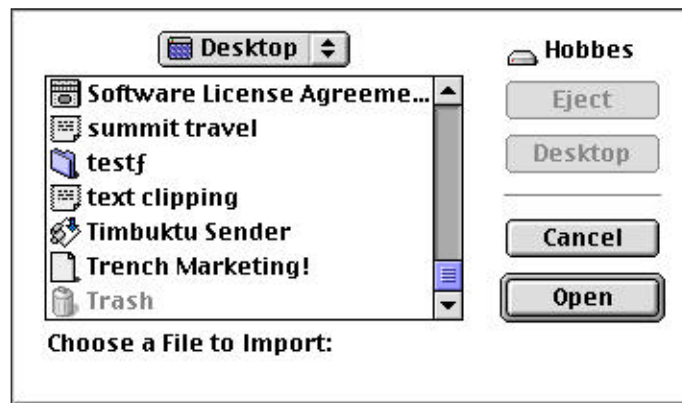 Desktop
Hobbes
Software License Agreeme...
summit travel
testƒ
text clipping
Timbuktu Sender
Trench Marketing!
Trash
Eject
Desktop
Cancel
Open
Choose a File to Import: